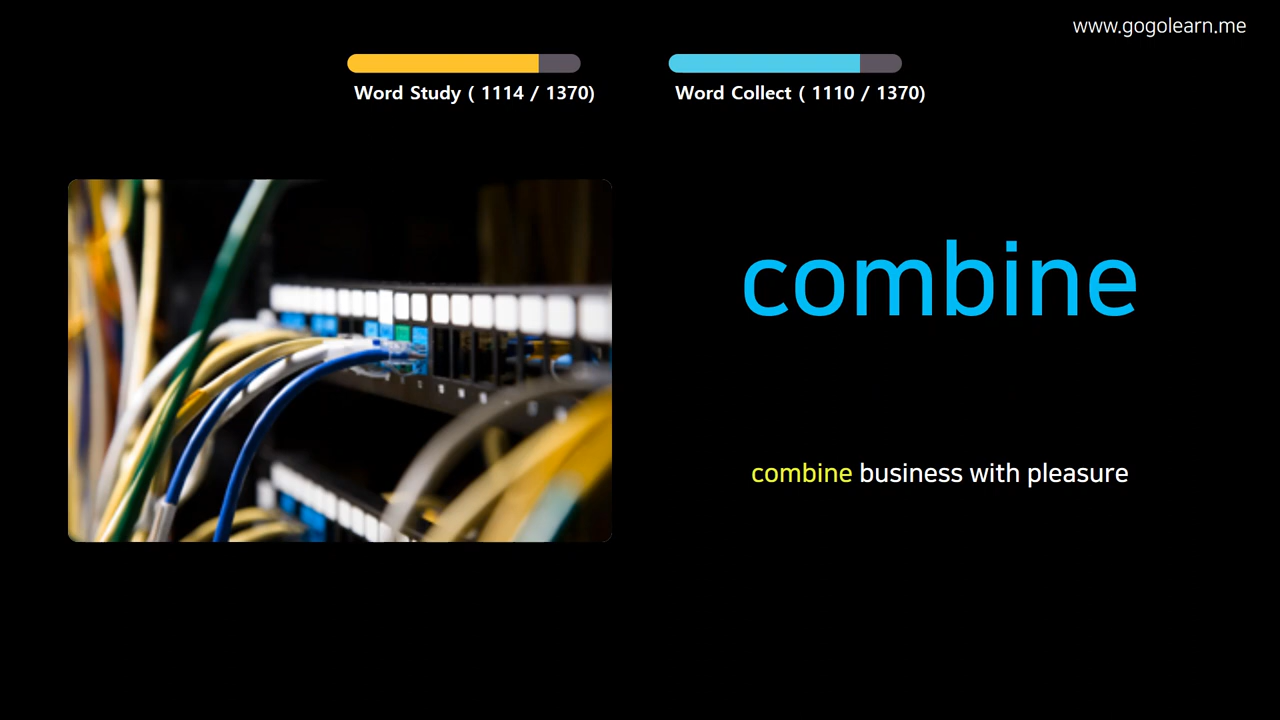 www.gogolearn.me
Word Study ( 1114 / 1370)
Word Collect ( 1110 / 1370)
combine
combine business with pleasure